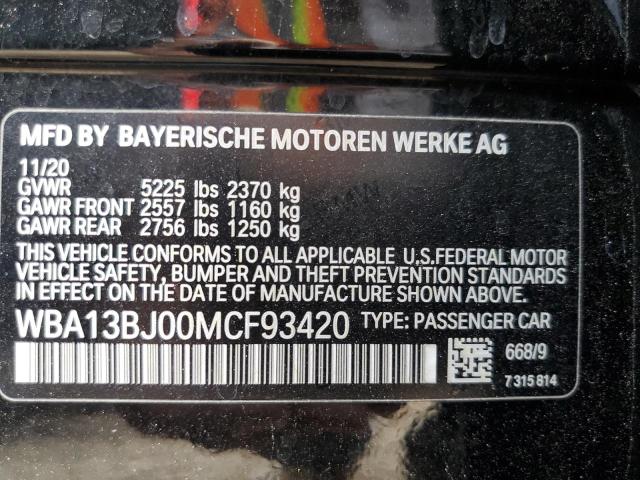 MFD BY BAYERISCHE MOTOREN WERKE AG
11/20
GVWR 5225 lbs 2370 kg
GAWR FRONT 2557 lbs 1160 kg
GAWR REAR 2756 lbs 1250 kg
THIS VEHICLE CONFORMS TO ALL APPLICABLE U.S.FEDERAL MOTOR
VEHICLE SAFETY, BUMPER AND THEFT PREVENTION STANDARDS
IN EFFECT ON THE DATE OF MANUFACTURE SHOWN ABOVE.
WBA13BJ00MCF93420 TYPE: PASSENGER CAR
668/9
7 315 814